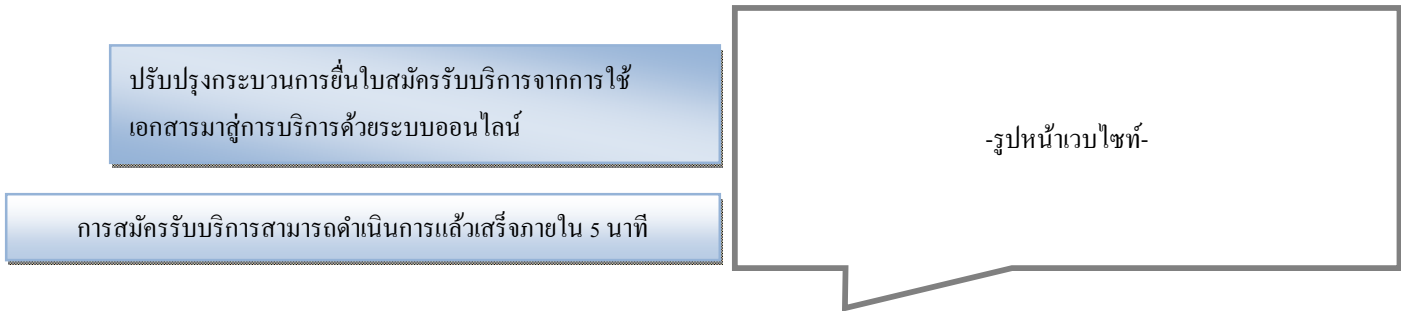 ปรับปรุงกระบวนการยื่นใบสมัครรับบริการจากการใช้
เอกสารมาสู่การบริการด้วยระบบออนไลน์
การสมัครรับบริการสามารถดำเนินการแล้วเสร็จภายใน 5 นาที
-รูปหน้าเวบไซท์-